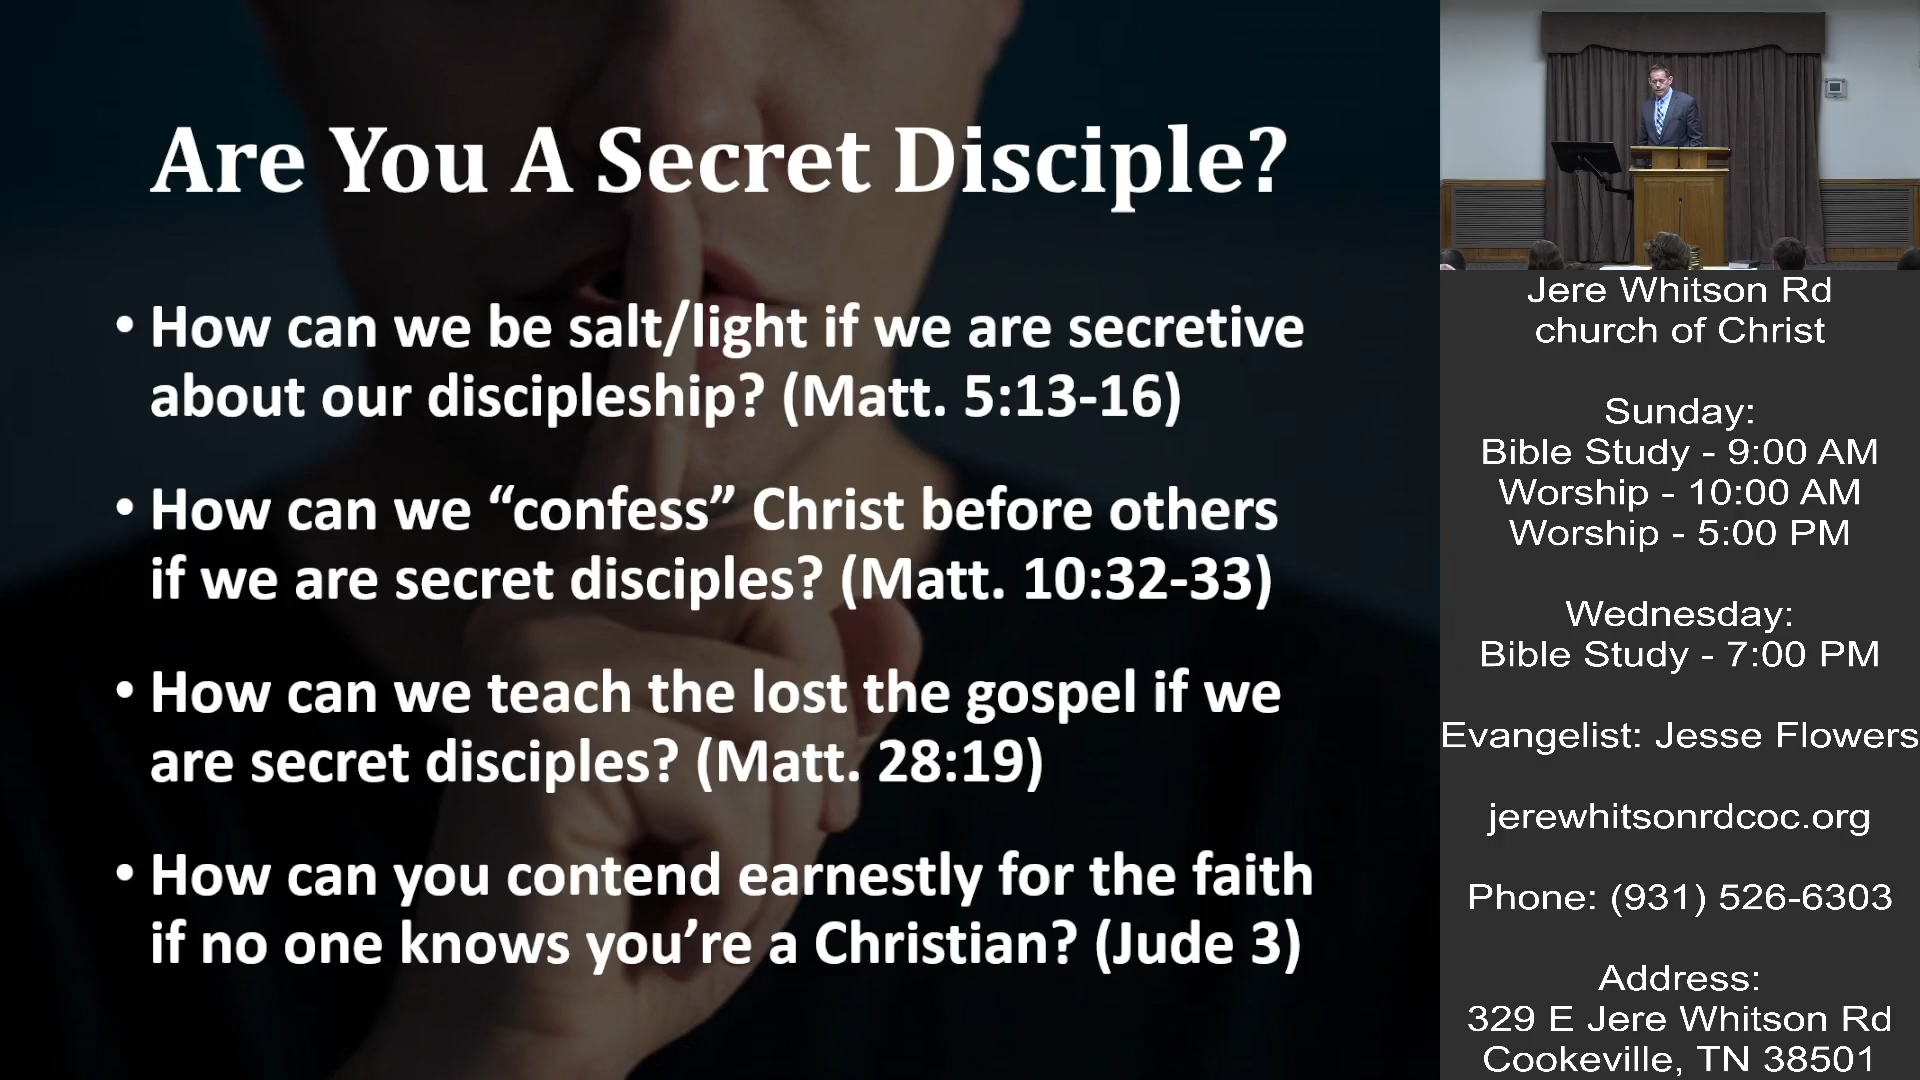 Are You A Secret Disciple?
• How can we be salt/light if we are secretive
about our discipleship? (Matt. 5:13-16)
• How can we “confess” Christ before others
if we are secret disciples? (Matt. 10:32-33)
• How can we teach the lost the gospel if we
are secret disciples? (Matt. 28:19)
• How can you contend earnestly for the faith
if no one knows you’re a Christian? (Jude 3)
Jere Whitson Rd
church of Christ
Sunday:
Bible Study - 9:00 AM
Worship - 10:00 AM
Worship - 5:00 PM
Wednesday:
Bible Study - 7:00 PM
Evangelist: Jesse Flowers
jerewhitsonrdcoc.org
Phone: (931) 526-6303
Address:
329 E Jere Whitson Rd
Cookeville, TN 38501